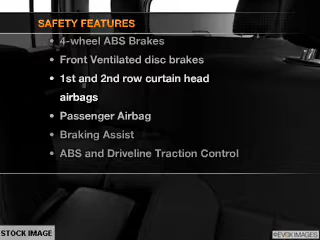 SAFETY FEATURES
• 4-wheel ABS Brakes
• Front Ventilated disc brakes
• 1st and 2nd row curtain head
airbags
• Passenger Airbag
• Braking Assist
• ABS and Driveline Traction Control
STOCK IMAGE
©EVOX IMAGES